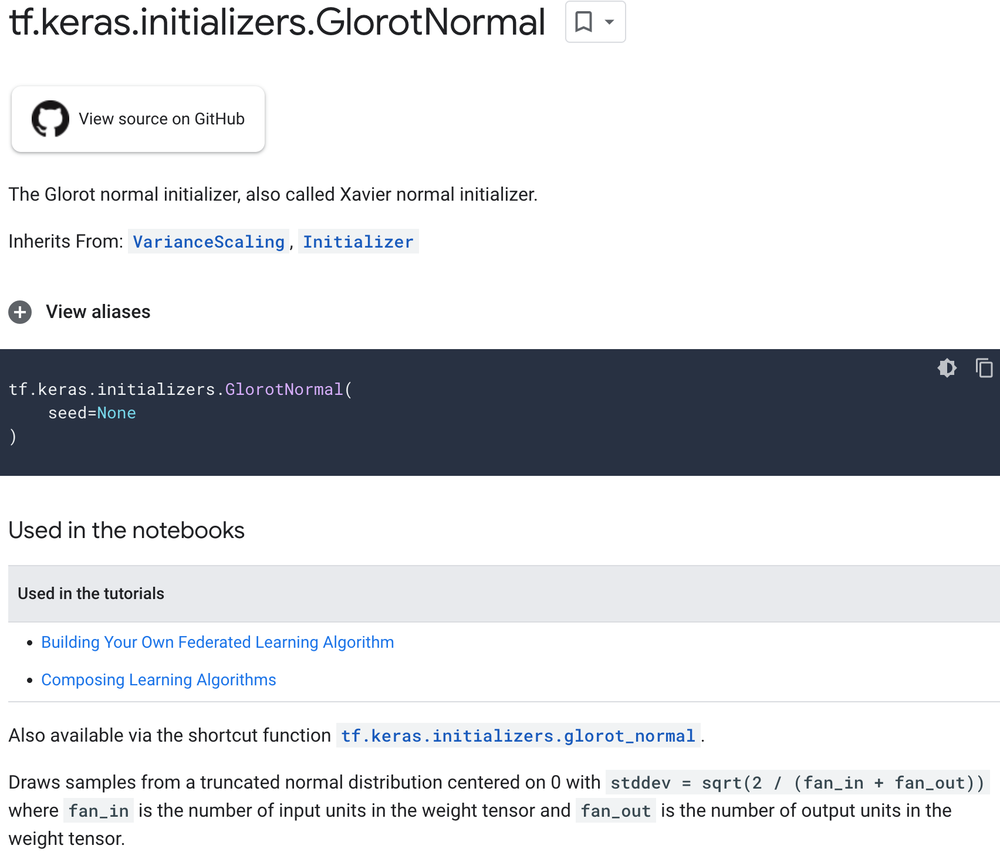 tf.keras.initializers.GlorotNormal
View source on GitHub
The Glorot normal initializer, also called Xavier normal initializer.
Inherits From: VarianceScaling, Initializer
View aliases
tf.keras.initializers.GlorotNormal(
    seed=None
)
Used in the notebooks
Used in the tutorials
• Building Your Own Federated Learning Algorithm
• Composing Learning Algorithms
Also available via the shortcut function tf.keras.initializers.glorot_normal.
Draws samples from a truncated normal distribution centered on 0 with stddev = sqrt(2 / (fan_in + fan_out))
where fan_in is the number of input units in the weight tensor and fan_out is the number of output units in the
weight tensor.